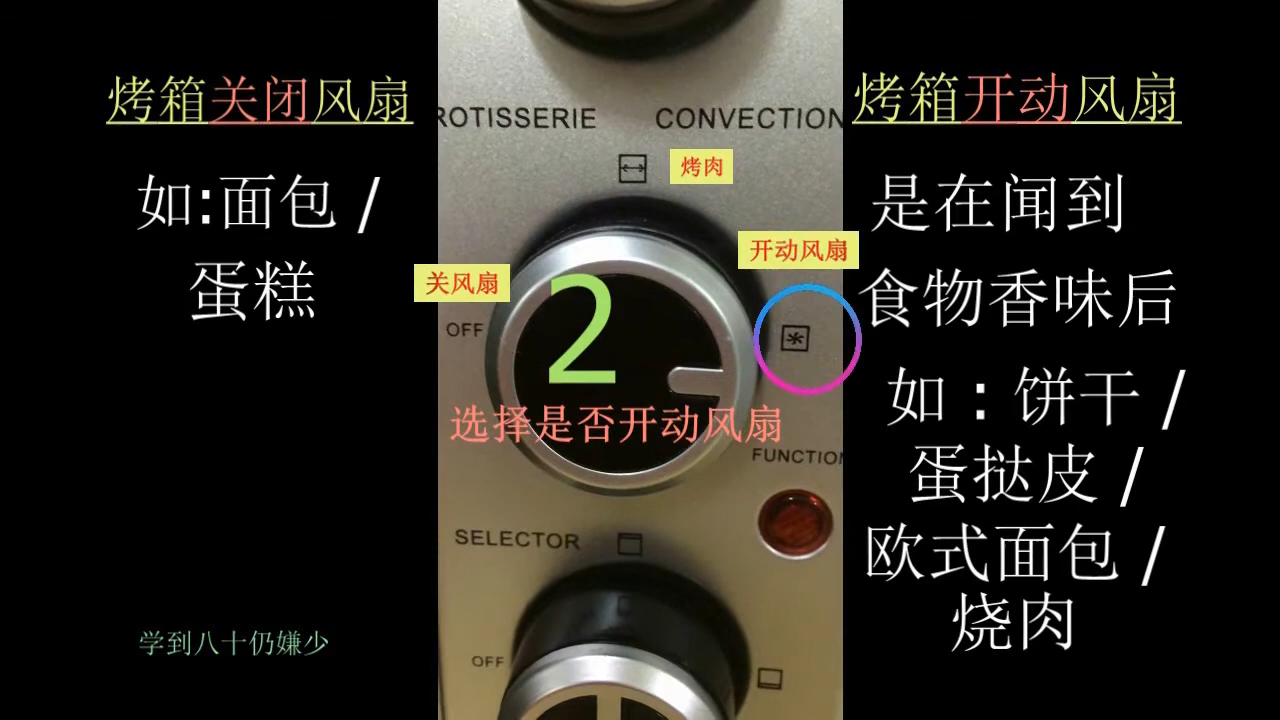 烤箱关闭风扇
如:面包 /
蛋糕
学到八十仍嫌少
ROTISSERIE
CONVECTION
烤肉
开动风扇
关风扇
OFF
2
选择是否开动风扇
FUNCTION
SELECTOR
OFF
烤箱开动风扇
是在闻到
食物香味后
如：饼干 /
蛋挞皮 /
欧式面包 /
烧肉